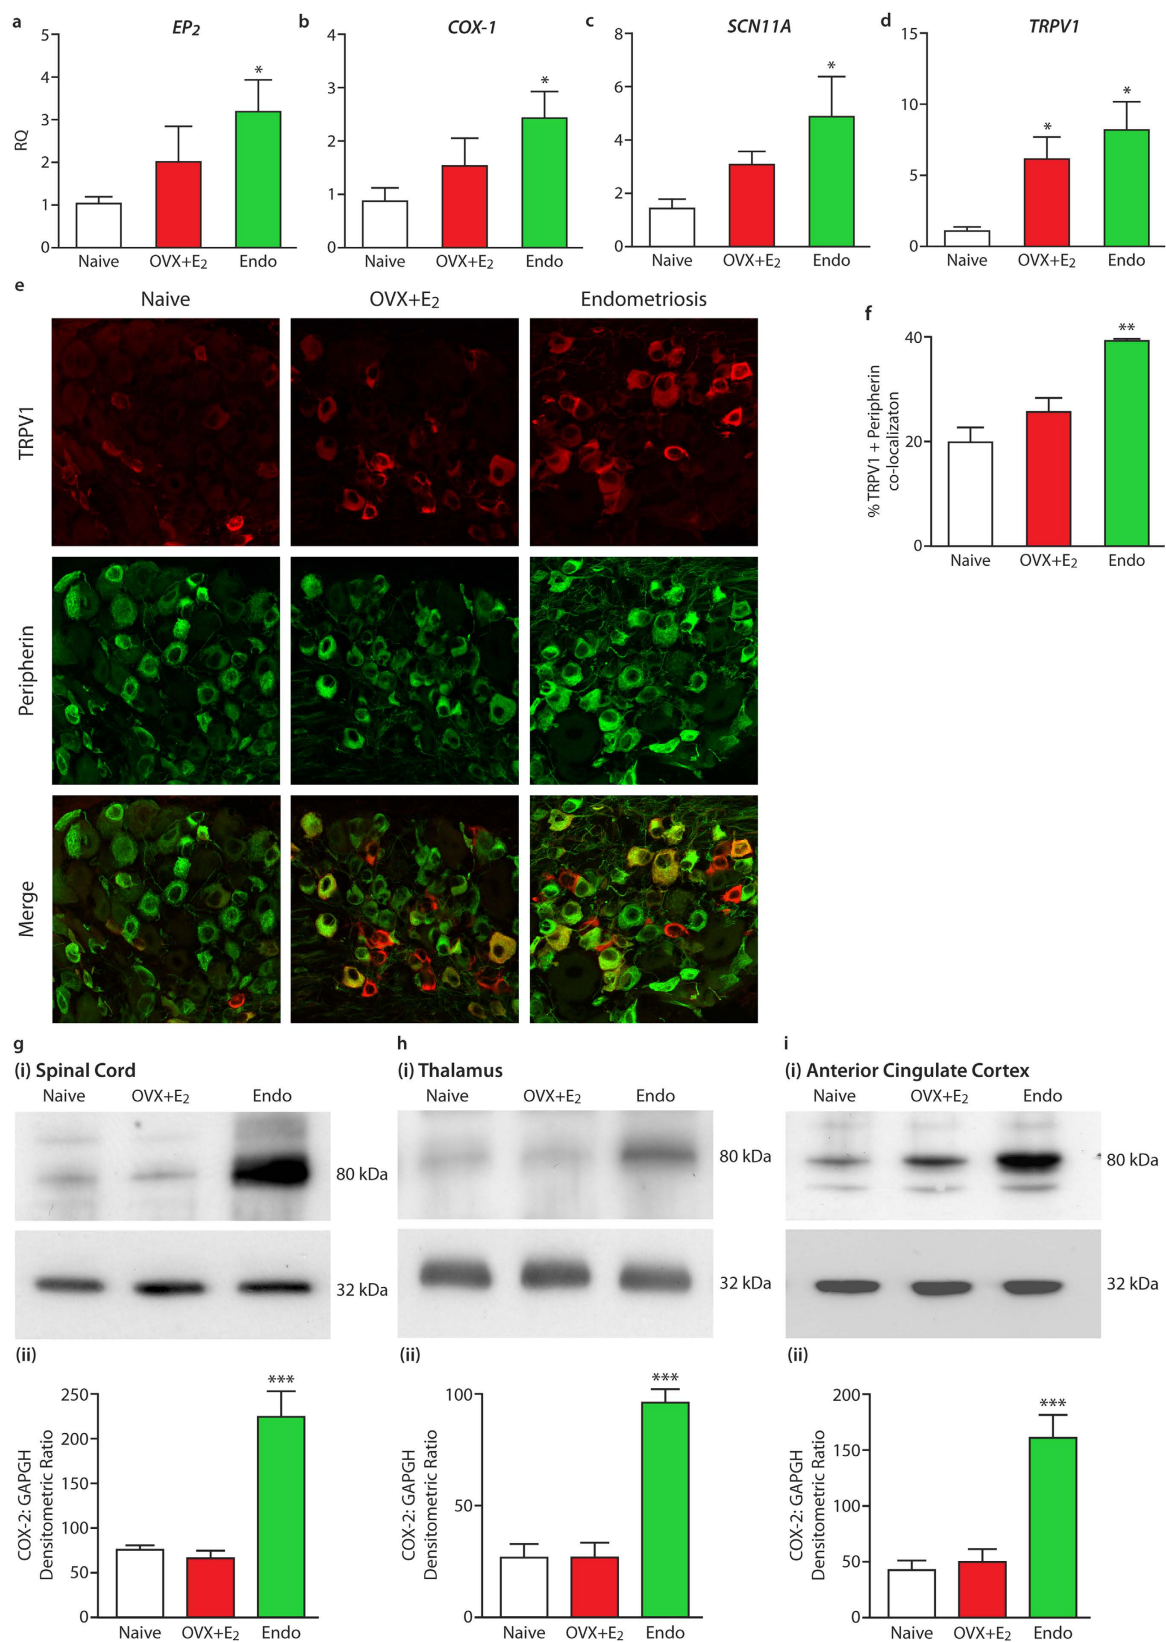 a EP2 b COX-1 c SCN11A d TRPV1
5
4
3
2
1
0
RQ
*
Naive OVX+E2 Endo
4
3
2
1
0
*
Naive OVX+E2 Endo
8
6
4
2
0
*
Naive OVX+E2 Endo
15
10
5
0
*
*
Naive OVX+E2 Endo
e
Naive OVX+E2 Endometriosis
TRPV1
Peripherin
Merge
f
% TRPV1 + Peripherin
co-localizaton
40
20
0
**
Naive OVX+E2 Endo
g
(i) Spinal Cord
Naive OVX+E2 Endo
80 kDa
32 kDa
(ii)
COX-2: GAPGH
Densitometric Ratio
250
200
150
100
50
0
***
Naive OVX+E2 Endo
h
(i) Thalamus
Naive OVX+E2 Endo
80 kDa
32 kDa
(ii)
COX-2: GAPGH
Densitometric Ratio
100
50
0
***
Naive OVX+E2 Endo
i
(i) Anterior Cingulate Cortex
Naive OVX+E2 Endo
80 kDa
32 kDa
(ii)
COX-2: GAPGH
Densitometric Ratio
200
150
100
50
0
***
Naive OVX+E2 Endo